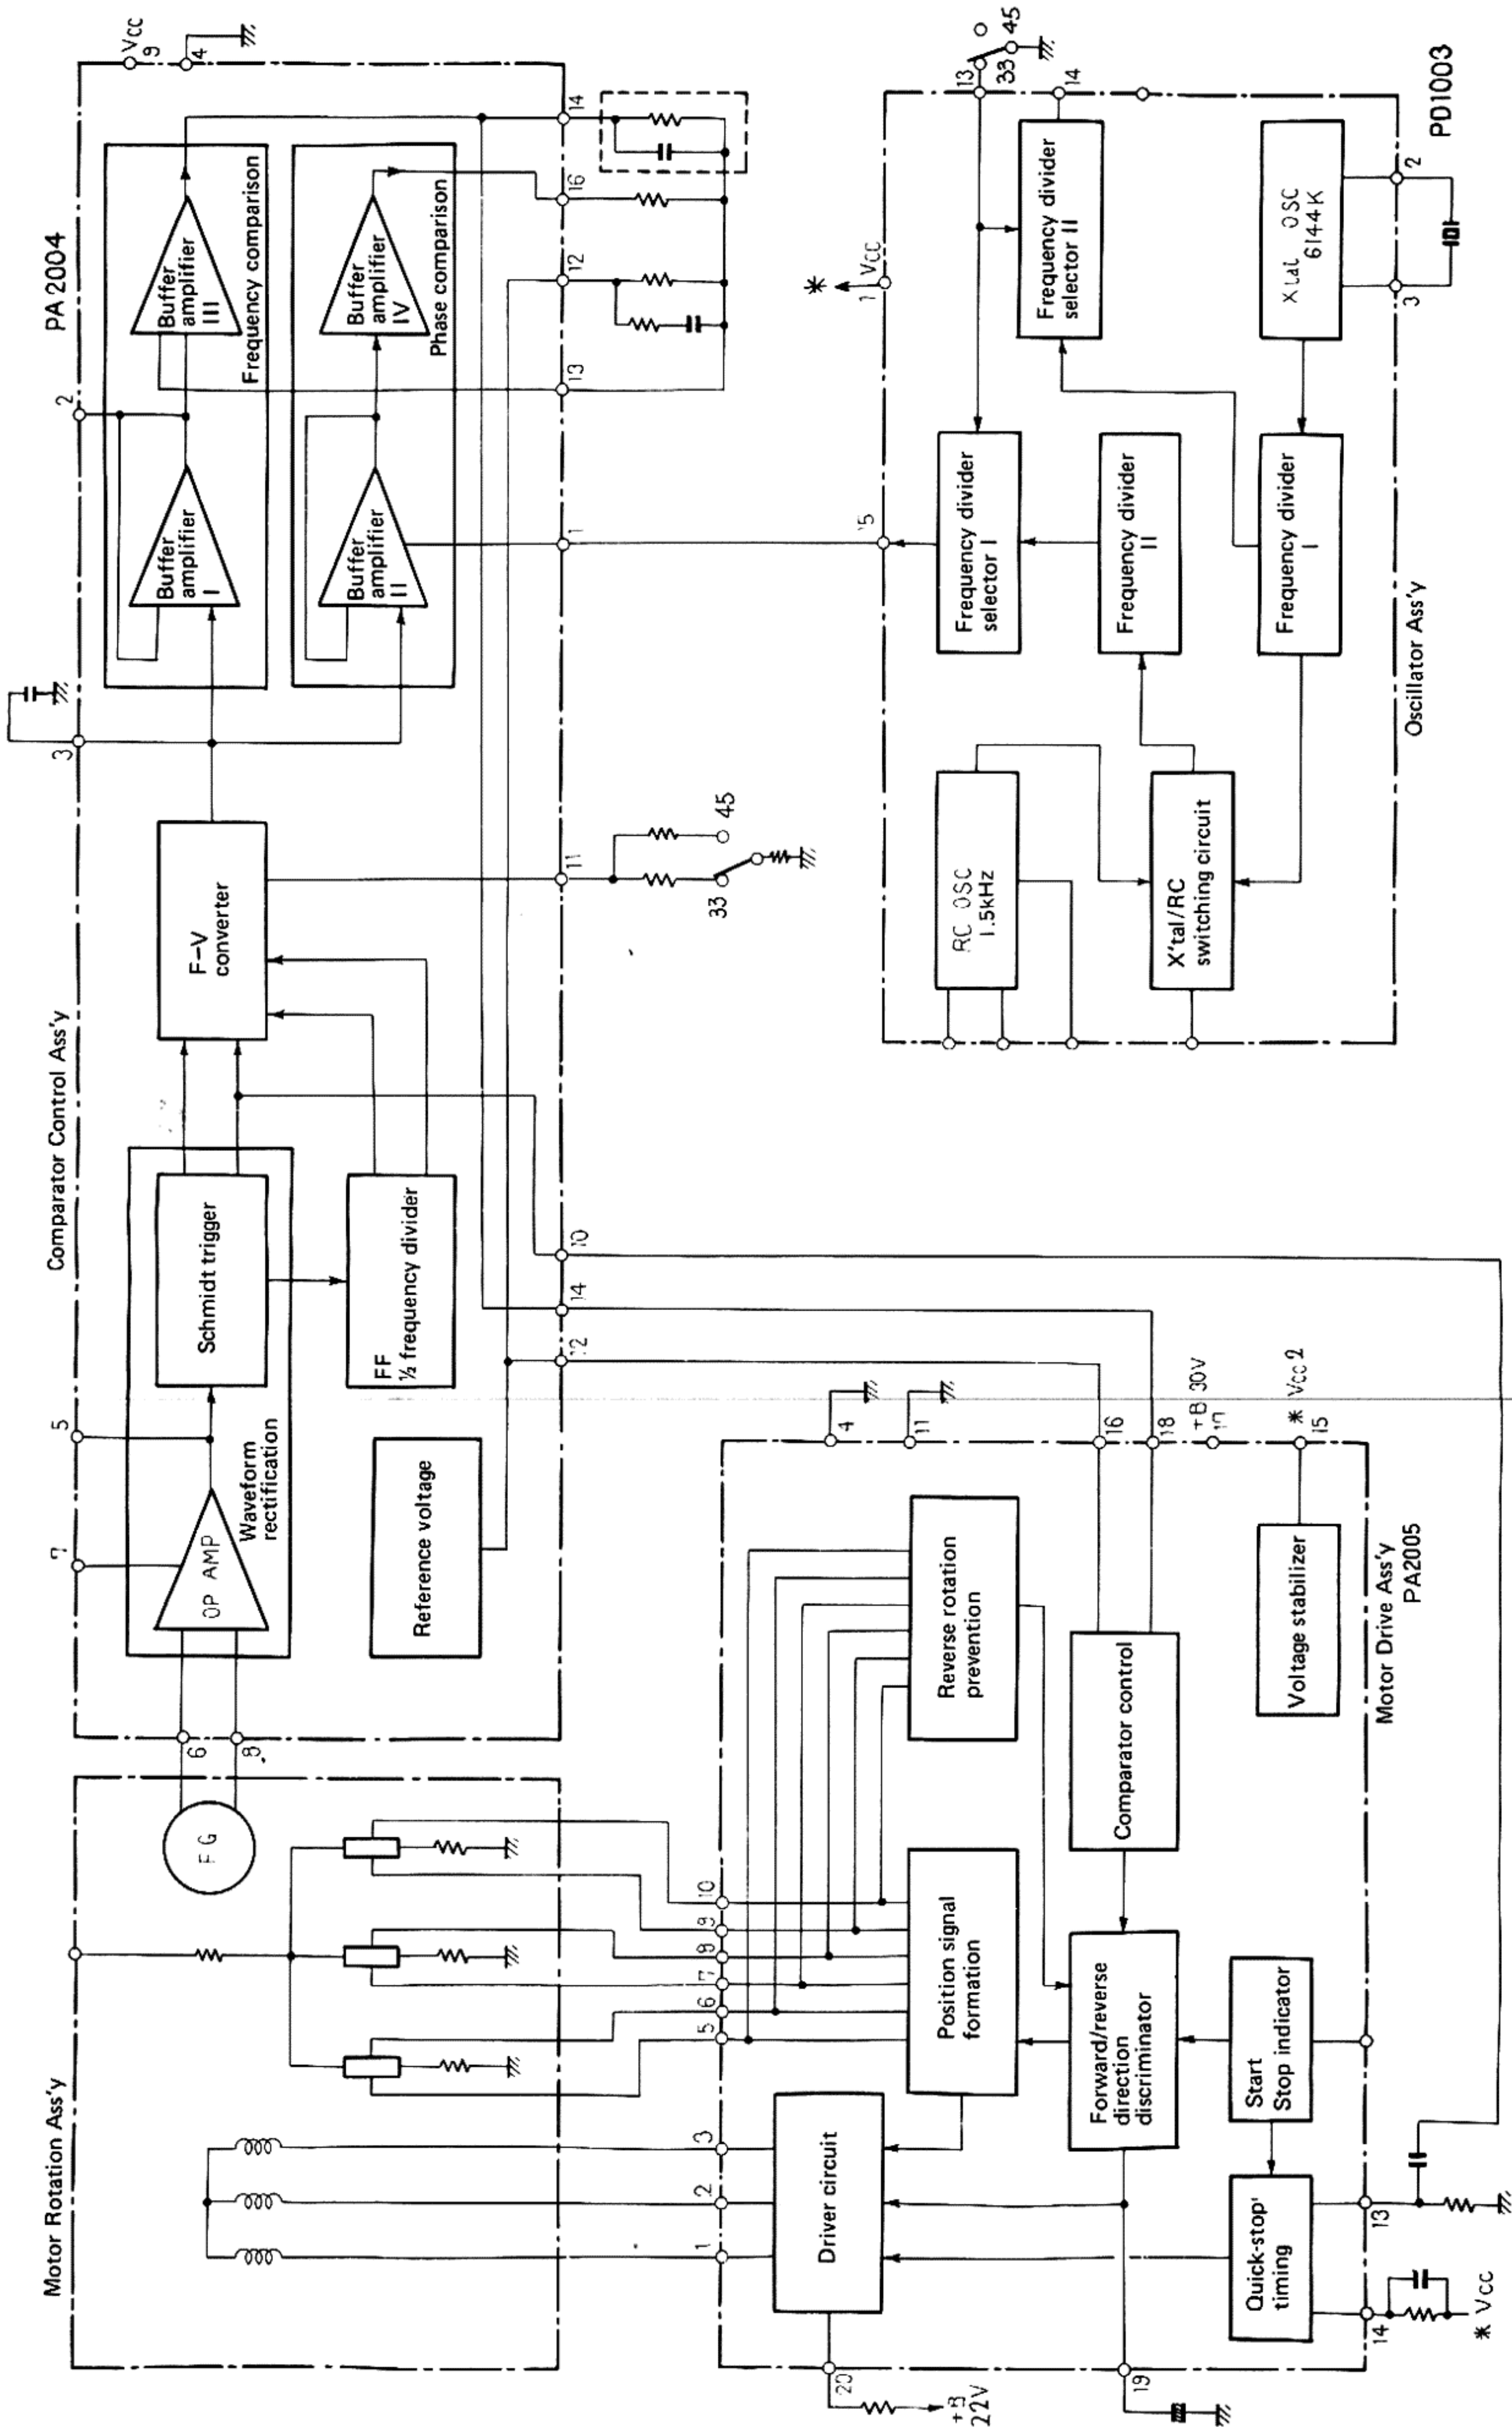 Motor Rotation Ass'y
FG
6
8
Comparator Control Ass'y
PA 2004
7
5
3
2
Vcc
9
4
OP AMP
Waveform
rectification
Schmidt trigger
FF
½ frequency divider
Reference voltage
F-V
converter
Buffer
amplifier
I
Buffer
amplifier
III
Frequency comparison
Buffer
amplifier
II
Buffer
amplifier
IV
Phase comparison
12
14
10
11
1
13
12
16
14
33
45
1
2
3
5
6
7
8
9
10
4
11
16
18
+B 30V
17
* Vcc 2
15
Driver circuit
Position signal
formation
Reverse rotation
prevention
Forward/reverse
direction
discriminator
Comparator control
Quick-stop'
timing
Start
Stop indicator
Voltage stabilizer
Motor Drive Ass'y
PA2005
20
+B
22V
19
14
* Vcc
13
RC OSC
1.5kHz
X'tal/RC
switching circuit
Frequency divider
selector I
Frequency divider
II
Frequency divider
I
Frequency divider
selector II
Xtal OSC
6144K
15
*
1 Vcc
13
33
45
14
3
2
Oscillator Ass'y
PD1003